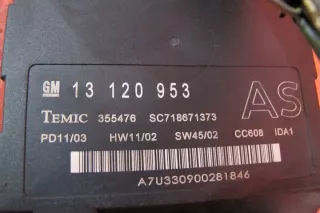 GM 13 120 953
AS
TEMIC 355476 SC718671373
PD11/03 HW11/02 SW45/02 CC608 IDA1
A7U330900281846